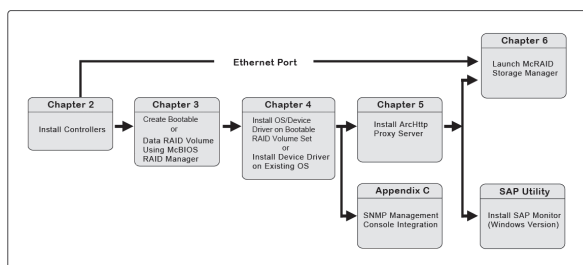 Ethernet Port
Chapter 6
Launch McRAID
Storage Manager
Chapter 2
Install Controllers
Chapter 3
Create Bootable
or
Data RAID Volume
Using McBIOS
RAID Manager
Chapter 4
Install OS/Device
Driver on Bootable
RAID Volume Set
or
Install Device Driver
on Existing OS
Chapter 5
Install ArcHttp
Proxy Server
Appendix C
SNMP Management
Console Integration
SAP Utility
Install SAP Monitor
(Windows Version)